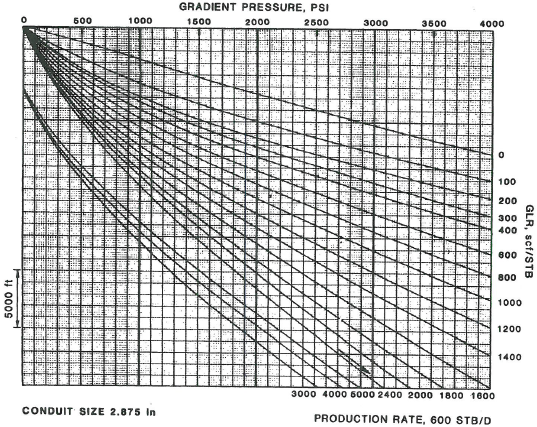 GRADIENT PRESSURE, PSI
0 600 1000 1500 2000 2500 3000 3500 4000
0
100
200
300
400
600
800
1000
1200
1400
GLR, scf/STB
5000 ft
3000 4000 5000 2400 2000 1800 1600
CONDUIT SIZE 2.875 in
PRODUCTION RATE, 600 STB/D